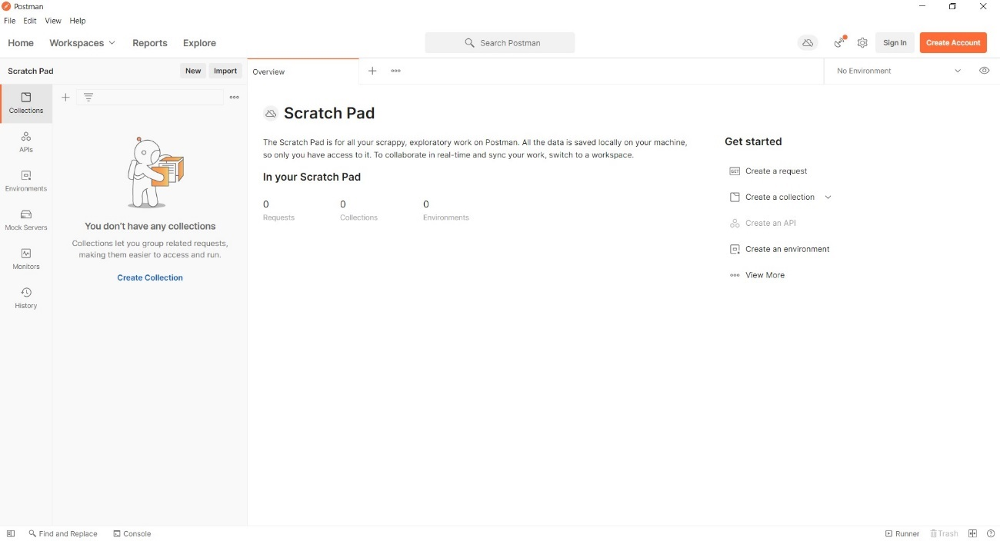 Postman
File Edit View Help
Home Workspaces Reports Explore Search Postman Sign In Create Account
Scratch Pad New Import Overview No Environment
Collections
APIs
Environments
Mock Servers
Monitors
History
You don't have any collections
Collections let you group related requests,
making them easier to access and run.
Create Collection
Scratch Pad
The Scratch Pad is for all your scrappy, exploratory work on Postman. All the data is saved locally on your machine,
so only you have access to it. To collaborate in real-time and sync your work, switch to a workspace.
In your Scratch Pad
0 0 0
Requests Collections Environments
Get started
GET Create a request
Create a collection
Create an API
Create an environment
View More
Find and Replace Console Runner Trash